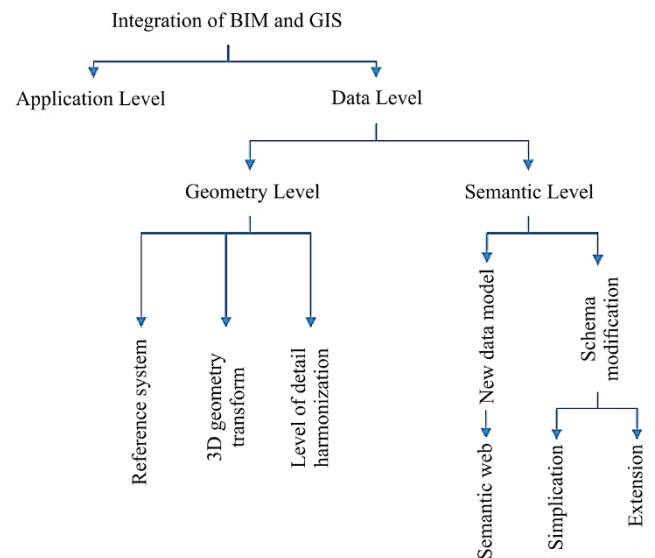 Integration of BIM and GIS
Application Level
Data Level
Geometry Level
Semantic Level
Reference system
3D geometry
transform
Level of detail
harmonization
New data model
Schema
modification
Semantic web
Simplication
Extension